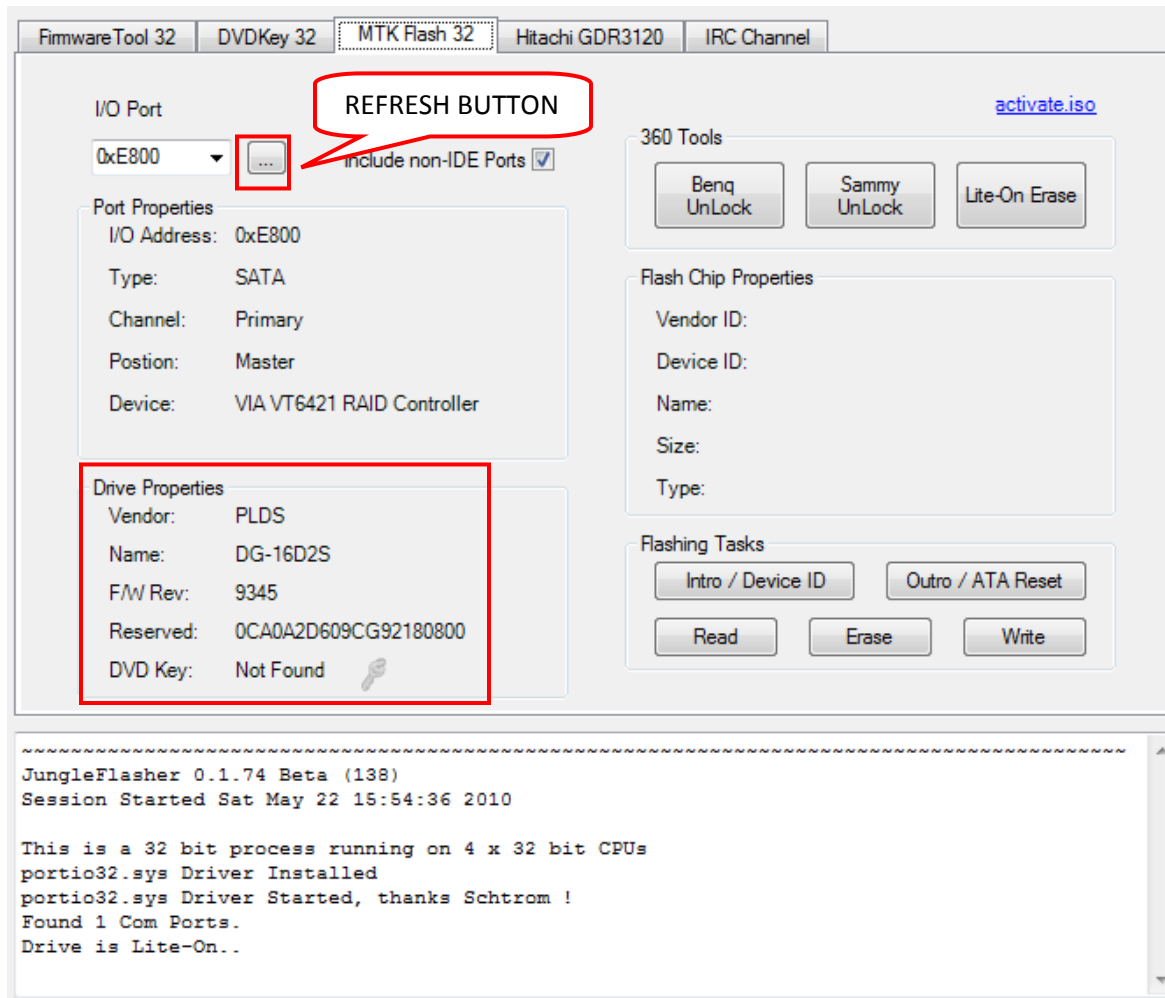 FirmwareTool 32 DVDKey 32 MTK Flash 32 Hitachi GDR3120 IRC Channel
REFRESH BUTTON
activate.iso
I/O Port
0xE800 ... Include non-IDE Ports
Port Properties
I/O Address: 0xE800
Type: SATA
Channel: Primary
Postion: Master
Device: VIA VT6421 RAID Controller
Drive Properties
Vendor: PLDS
Name: DG-16D2S
F/W Rev: 9345
Reserved: 0CA0A2D609CG92180800
DVD Key: Not Found
360 Tools
Benq
UnLock
Sammy
UnLock
Lite-On Erase
Flash Chip Properties
Vendor ID:
Device ID:
Name:
Size:
Type:
Flashing Tasks
Intro / Device ID Outro / ATA Reset
Read Erase Write
~~~~~~~~~~~~~~~~~~~~~~~~~~~~~~~~~~~~~~~~~~~~~~~~~~~~~~~~~~~~~~~~~~~~~~~~~~~~~~~~~~~~~~~~~~
JungleFlasher 0.1.74 Beta (138)
Session Started Sat May 22 15:54:36 2010
This is a 32 bit process running on 4 x 32 bit CPUs
portio32.sys Driver Installed
portio32.sys Driver Started, thanks Schtrom !
Found 1 Com Ports.
Drive is Lite-On..